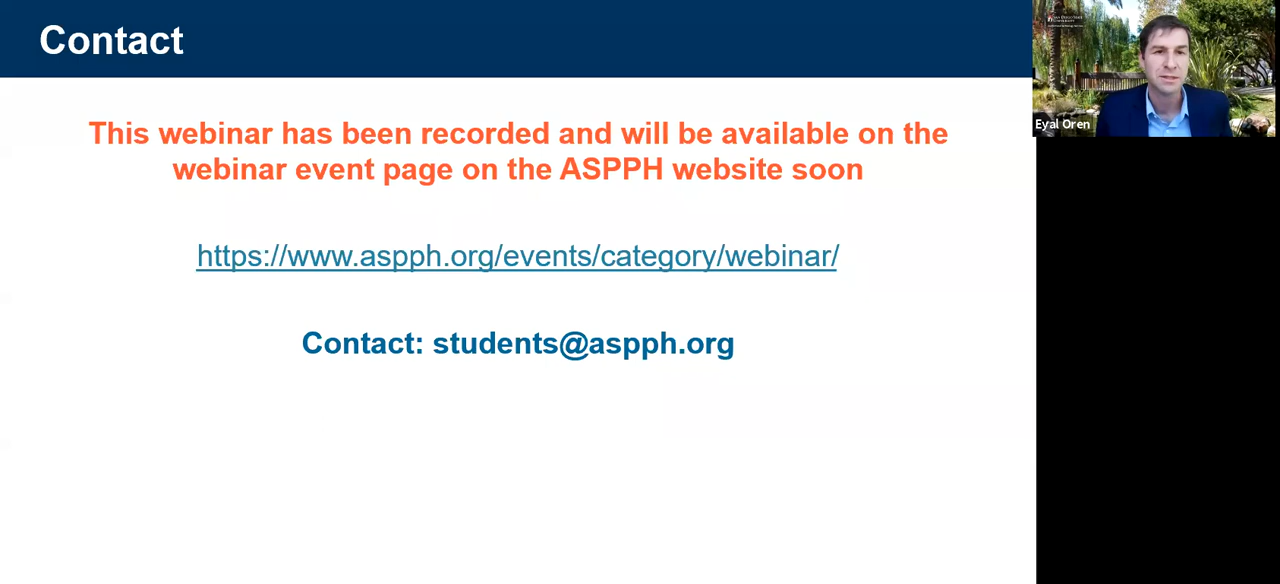 Contact
This webinar has been recorded and will be available on the
webinar event page on the ASPPH website soon
https://www.aspph.org/events/category/webinar/
Contact: students@aspph.org
Eyal Oren